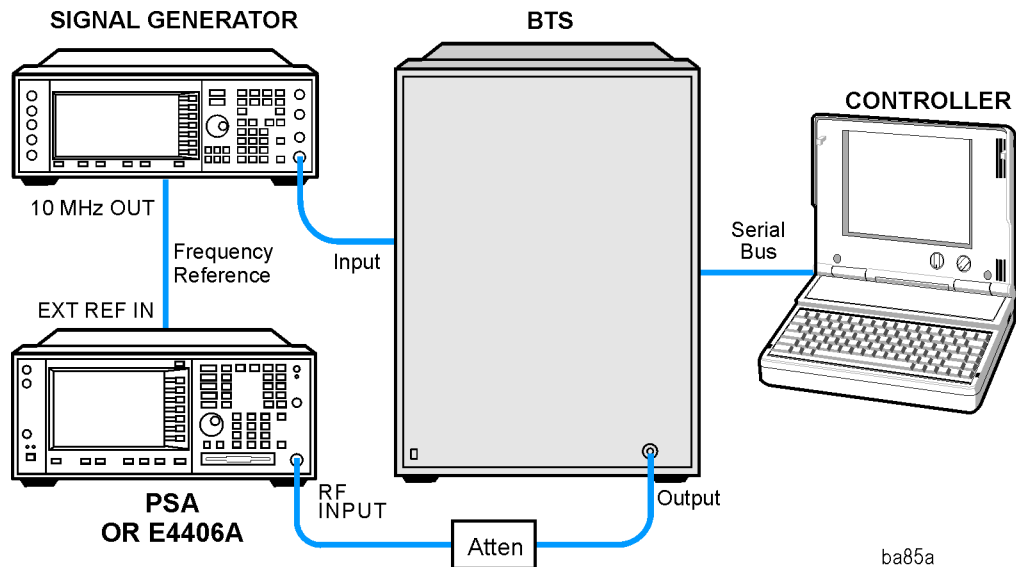 SIGNAL GENERATOR
BTS
CONTROLLER
10 MHz OUT
Frequency
Reference
Input
Serial
Bus
EXT REF IN
RF
INPUT
Output
PSA
OR E4406A
Atten
ba85a